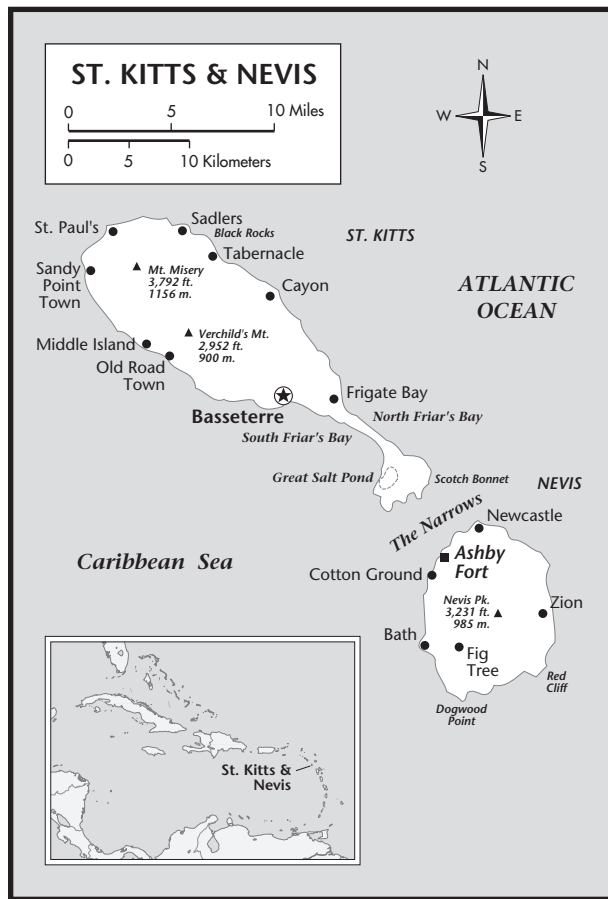 ST. KITTS & NEVIS
0 5 10 Miles
0 5 10 Kilometers
N
W E
S
St. Paul's
Sadlers
Black Rocks
ST. KITTS
Tabernacle
Sandy
Point
Town
Mt. Misery
3,792 ft.
1156 m.
Cayon
ATLANTIC
OCEAN
Verchild's Mt.
2,952 ft.
900 m.
Middle Island
Old Road
Town
Frigate Bay
Basseterre
North Friar's Bay
South Friar's Bay
Great Salt Pond
Scotch Bonnet
NEVIS
The Narrows
Newcastle
Ashby
Fort
Caribbean Sea
Cotton Ground
Nevis Pk.
3,231 ft.
985 m.
Zion
Bath
Fig
Tree
Red
Cliff
Dogwood
Point
St. Kitts &
Nevis